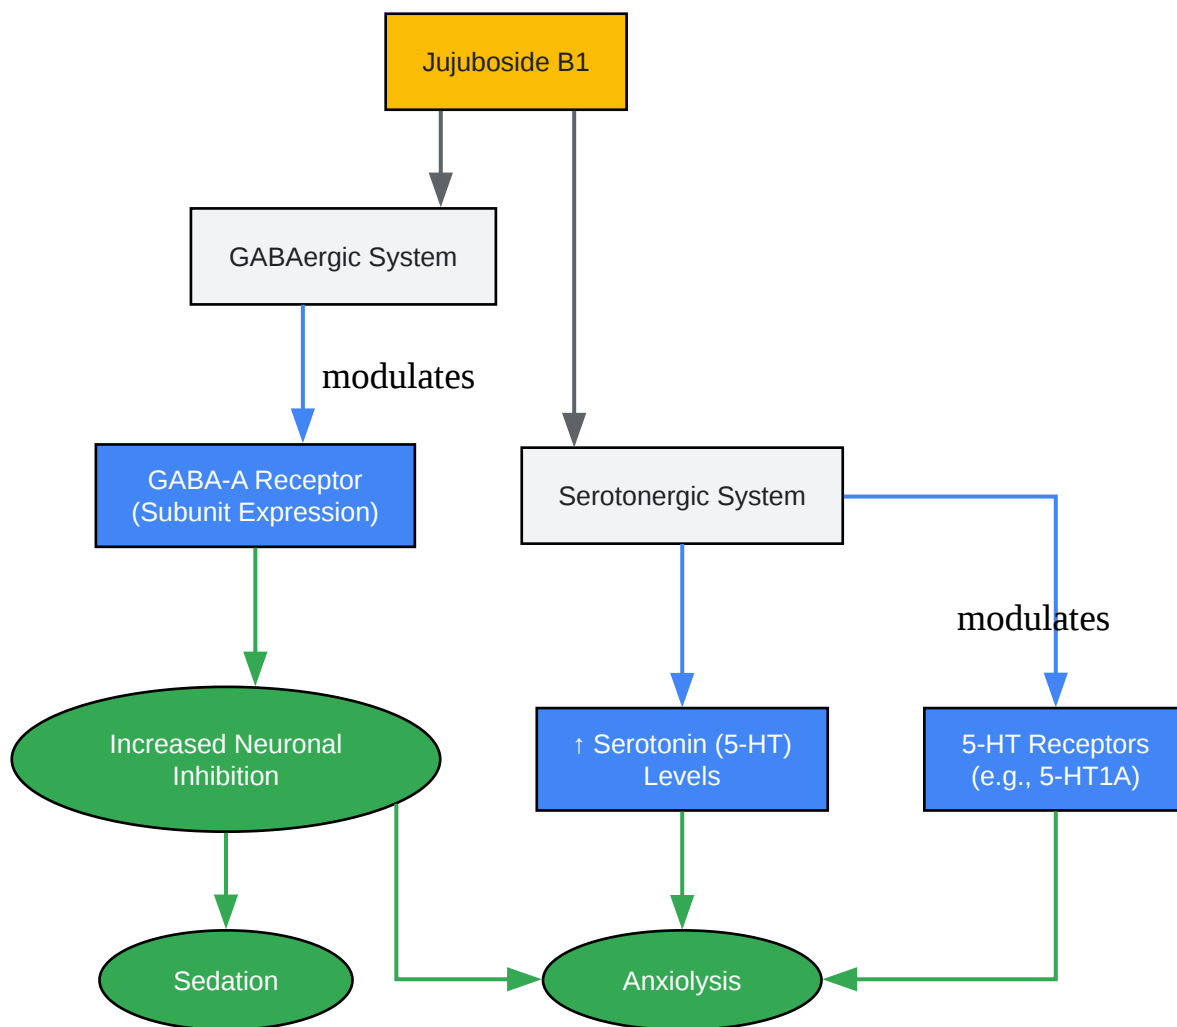 Jujuboside B1
GABAergic System
modulates
GABA-A Receptor
(Subunit Expression)
Serotonergic System
modulates
Increased Neuronal
Inhibition
↑ Serotonin (5-HT)
Levels
5-HT Receptors
(e.g., 5-HT1A)
Sedation
Anxiolysis